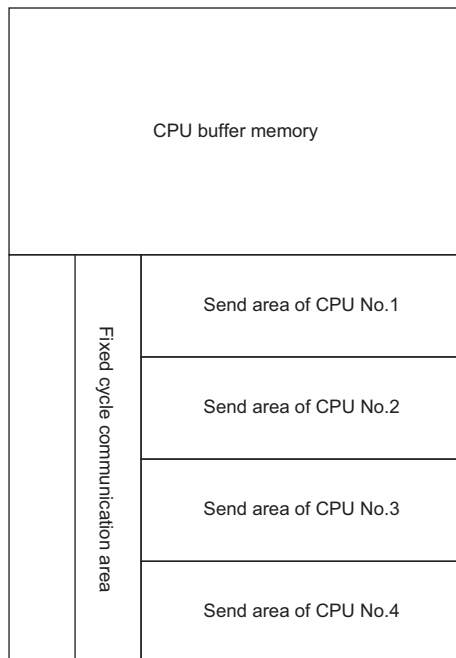 CPU buffer memory
Fixed cycle communication area
Send area of CPU No.1
Send area of CPU No.2
Send area of CPU No.3
Send area of CPU No.4